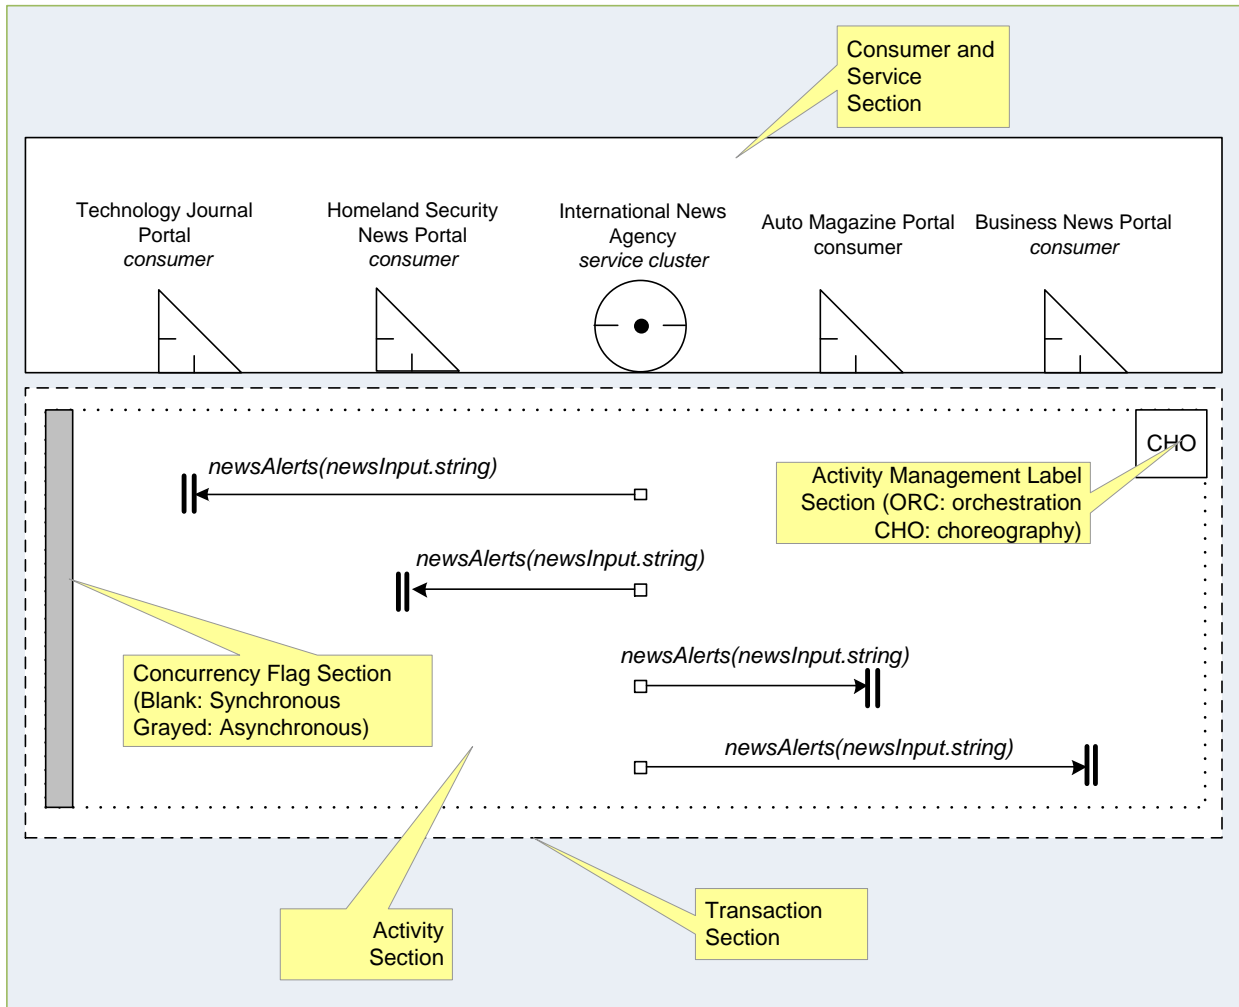 Consumer and
Service
Section
Technology Journal
Portal
consumer
Homeland Security
News Portal
consumer
International News
Agency
service cluster
Auto Magazine Portal
consumer
Business News Portal
consumer
CHO
newsAlerts(newsInput.string)
Activity Management Label
Section (ORC: orchestration
CHO: choreography)
newsAlerts(newsInput.string)
newsAlerts(newsInput.string)
Concurrency Flag Section
(Blank: Synchronous
Grayed: Asynchronous)
newsAlerts(newsInput.string)
Activity
Section
Transaction
Section